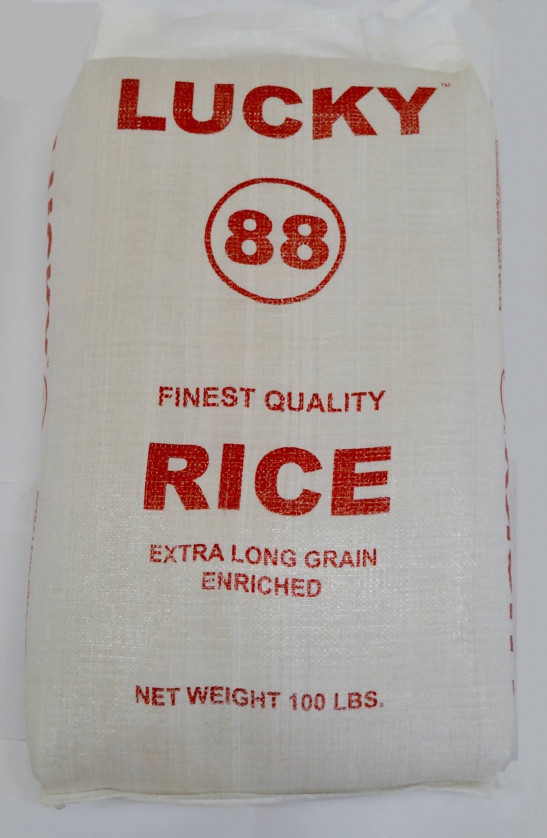 LUCKY™
88
FINEST QUALITY
RICE
EXTRA LONG GRAIN
ENRICHED
NET WEIGHT 100 LBS.